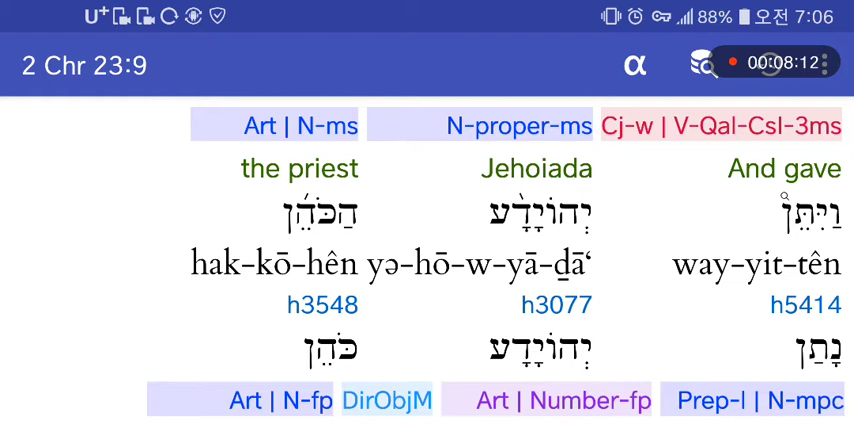 U+ 88% 오전 7:06
2 Chr 23:9 α 00:08:12
Art | N-ms N-proper-ms Cj-w | V-Qal-CsI-3ms
the priest Jehoiada And gave
וַיִּתֵּן֩ יְהוֹיָדָ֨ע הַכֹּהֵ֜ן
hak-kō-hên yə-hō-w-yā-ḏā‘ way-yit-tên
h3548 h3077 h5414
נָתַן יְהוֹיָדָע כֹּהֵן
Art | N-fp DirObjM Art | Number-fp Prep-l | N-mpc